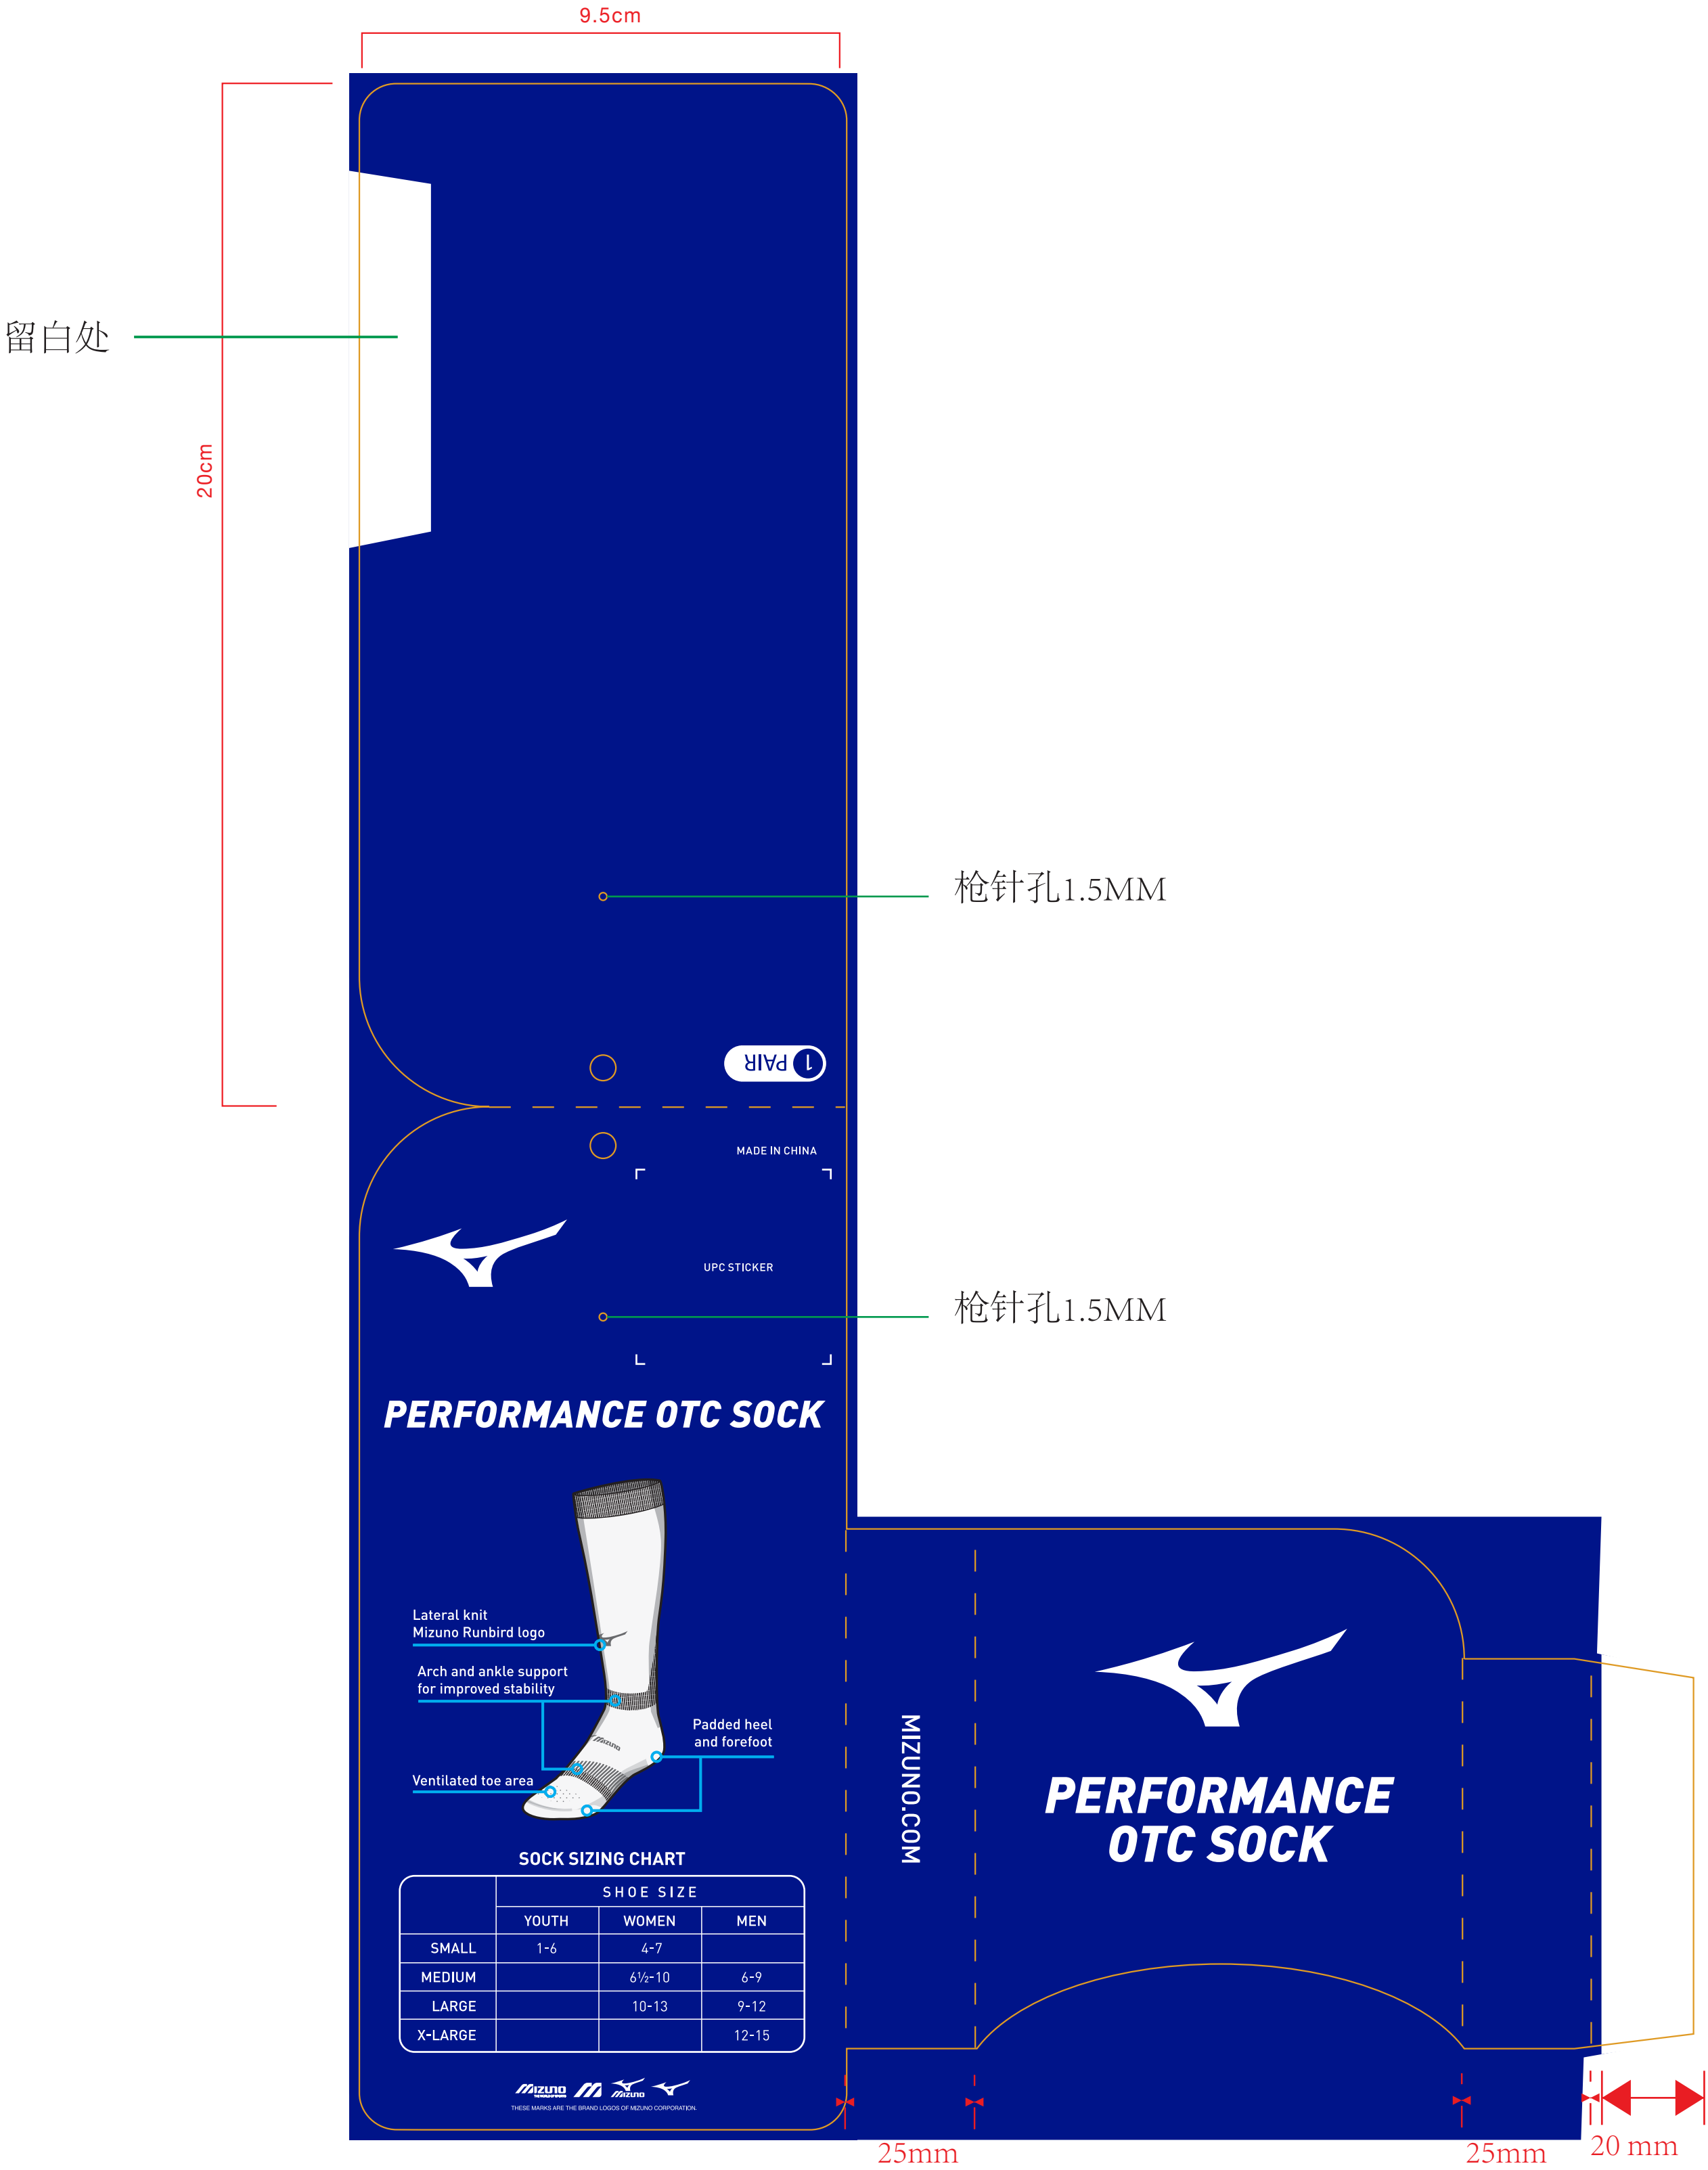 9.5cm
留白处
20cm
枪针孔1.5MM
1 PAIR
MADE IN CHINA
UPC STICKER
枪针孔1.5MM
PERFORMANCE OTC SOCK
Lateral knit
Mizuno Runbird logo
Arch and ankle support
for improved stability
Padded heel
and forefoot
Mizuno
Ventilated toe area
SOCK SIZING CHART
SHOE SIZE
YOUTH WOMEN MEN
SMALL 1-6 4-7
MEDIUM 6½-10 6-9
LARGE 10-13 9-12
X-LARGE 12-15
MIZUNO
MIZUNO
THESE MARKS ARE THE BRAND LOGOS OF MIZUNO CORPORATION.
MIZUNO.COM
PERFORMANCE
OTC SOCK
25mm
25mm
20 mm